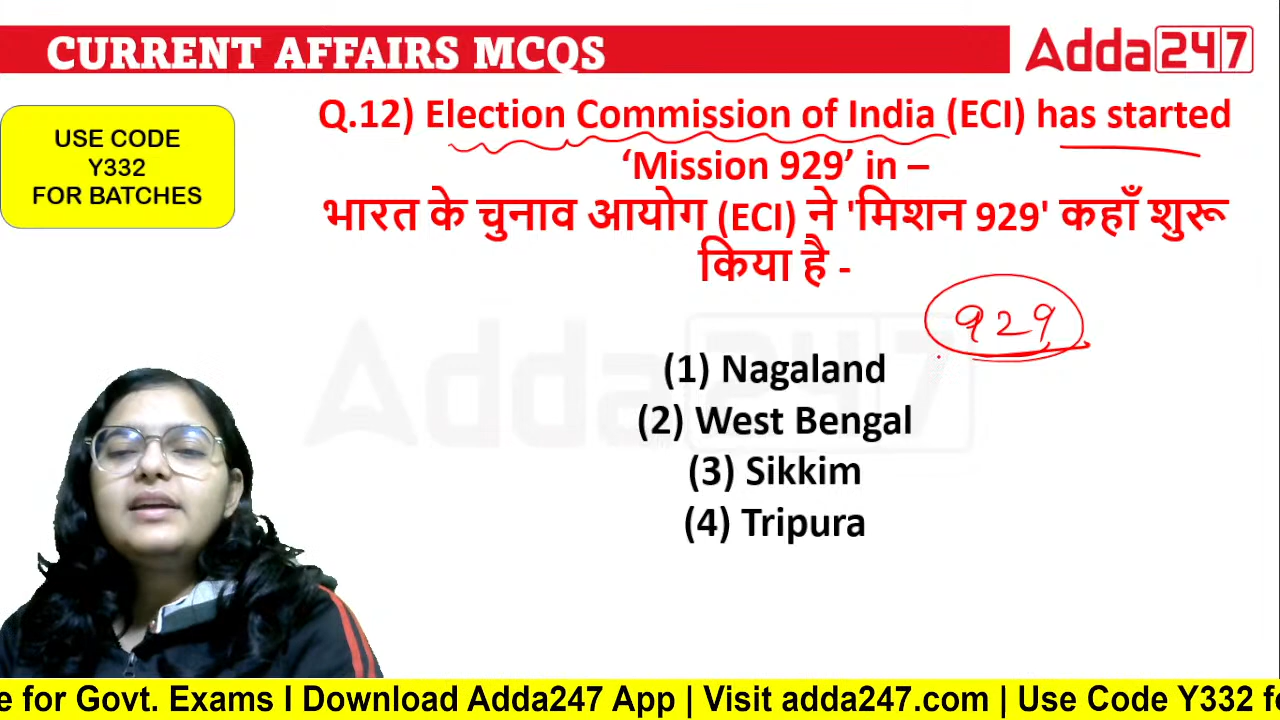 CURRENT AFFAIRS MCQS
Adda247
USE CODE
Y332
FOR BATCHES
Q.12) Election Commission of India (ECI) has started
‘Mission 929’ in –
भारत के चुनाव आयोग (ECI) ने 'मिशन 929' कहाँ शुरू
किया है -
929
Adda247
(1) Nagaland
(2) West Bengal
(3) Sikkim
(4) Tripura
e for Govt. Exams I Download Adda247 App | Visit adda247.com | Use Code Y332 fo